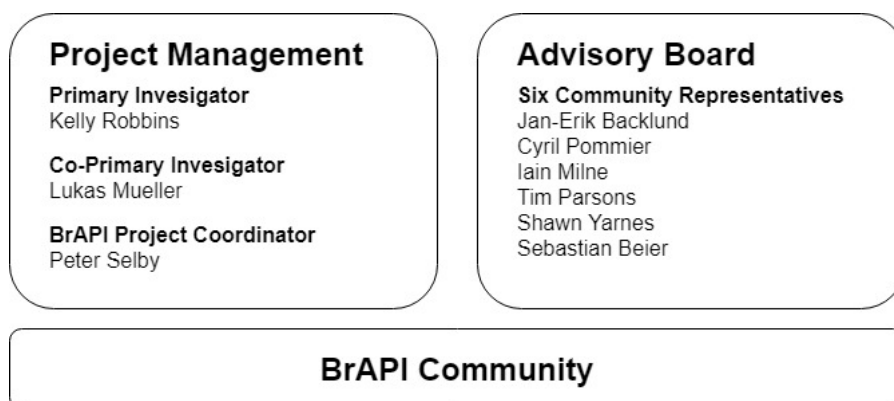 Project Management
Primary Invesigator
Kelly Robbins
Co-Primary Invesigator
Lukas Mueller
BrAPI Project Coordinator
Peter Selby
Advisory Board
Six Community Representatives
Jan-Erik Backlund
Cyril Pommier
Iain Milne
Tim Parsons
Shawn Yarnes
Sebastian Beier
BrAPI Community